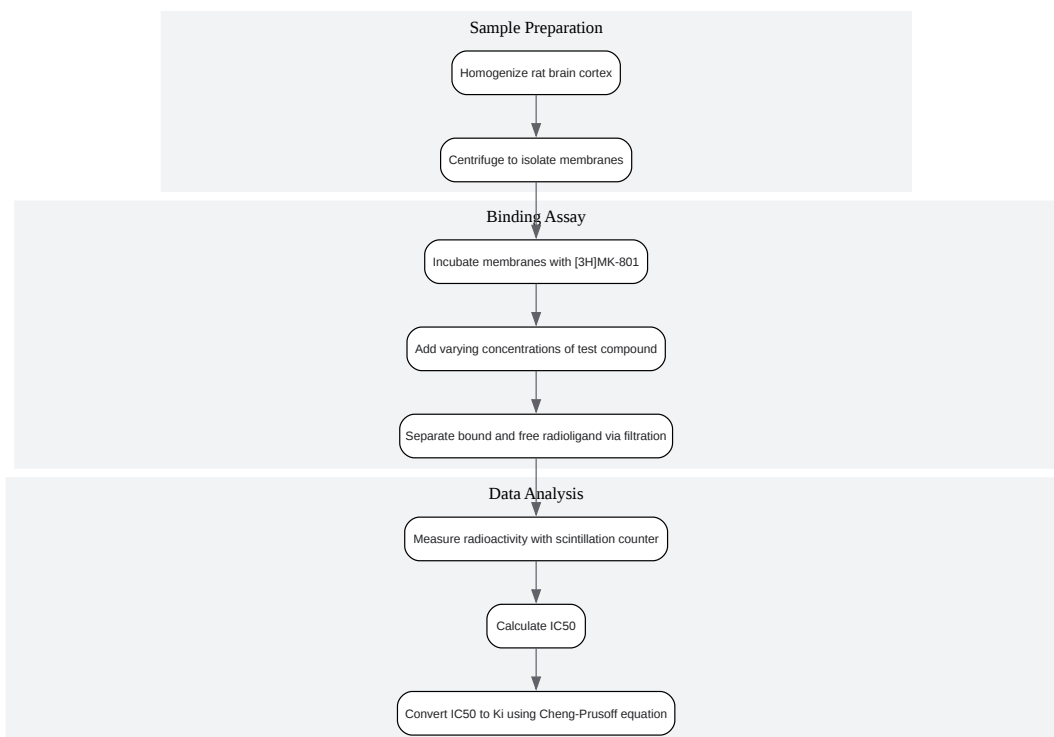 Sample Preparation
Homogenize rat brain cortex
Centrifuge to isolate membranes
Binding Assay
Incubate membranes with [3H]MK-801
Add varying concentrations of test compound
Separate bound and free radioligand via filtration
Data Analysis
Measure radioactivity with scintillation counter
Calculate IC50
Convert IC50 to Ki using Cheng-Prusoff equation